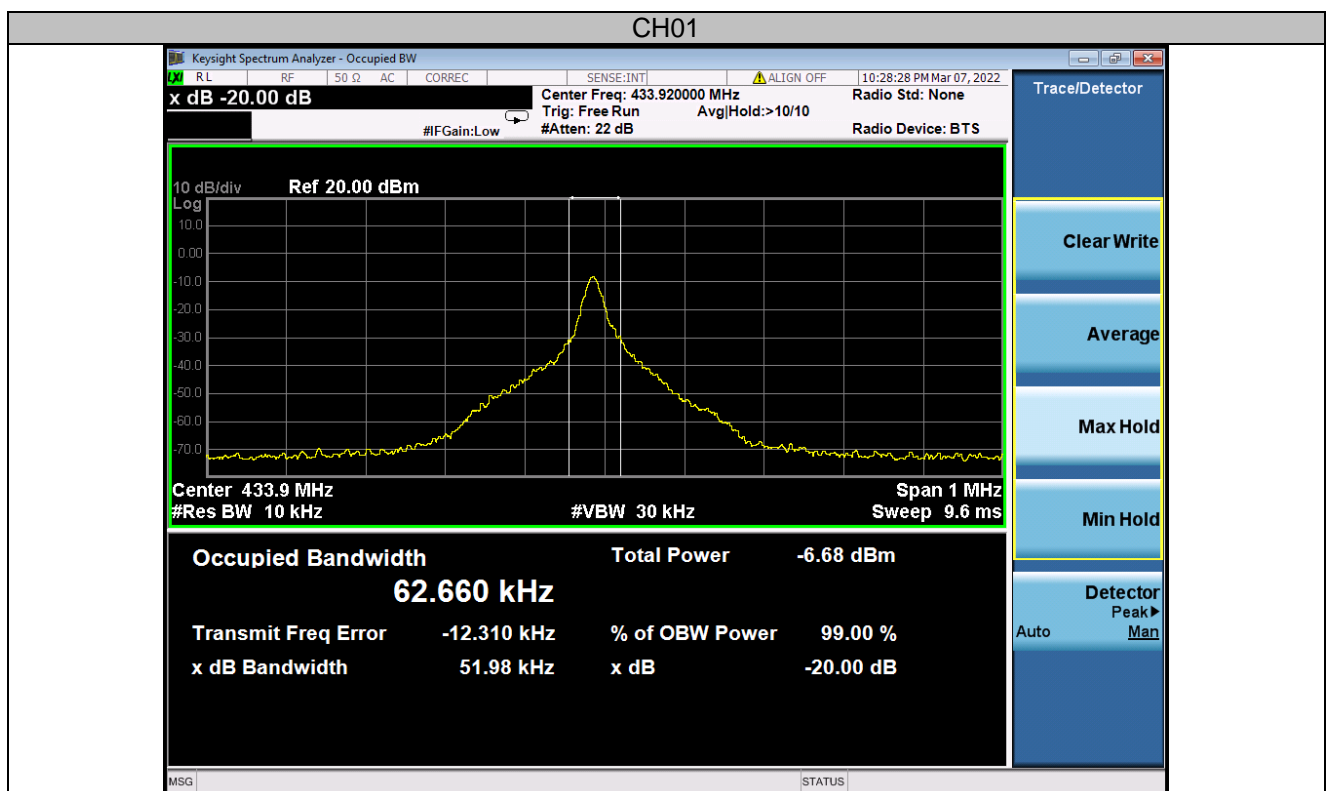 CH01
Keysight Spectrum Analyzer - Occupied BW
LXI RL RF 50 Ω AC CORREC SENSE:INT ALIGN OFF 10:28:28 PM Mar 07, 2022
x dB -20.00 dB
Center Freq: 433.920000 MHz
Radio Std: None
Trig: Free Run Avg|Hold:>10/10
#IFGain:Low
#Atten: 22 dB
Radio Device: BTS
10 dB/div Ref 20.00 dBm
Log
10.0
0.00
-10.0
-20.0
-30.0
-40.0
-50.0
-60.0
-70.0
Center 433.9 MHz Span 1 MHz
#Res BW 10 kHz #VBW 30 kHz Sweep 9.6 ms
Occupied Bandwidth Total Power -6.68 dBm
62.660 kHz
Transmit Freq Error -12.310 kHz % of OBW Power 99.00 %
x dB Bandwidth 51.98 kHz x dB -20.00 dB
Trace/Detector
Clear Write
Average
Max Hold
Min Hold
Detector
Peak▶
Auto Man
MSG STATUS